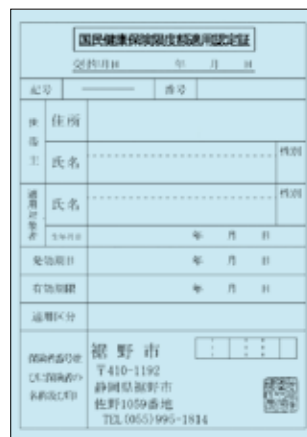 国民健康保険限度額適用認定証
交付年月日 年 月 日
記号 番号
世帯主 住所
氏名 性別
適用対象者 氏名 性別
生年月日 年 月 日
発効期日 年 月 日
有効期限 年 月 日
適用区分
保険者番号並びに保険者の名称及び印
裾野市
〒410-1192
静岡県裾野市
佐野1059番地
TEL(055)995-1814